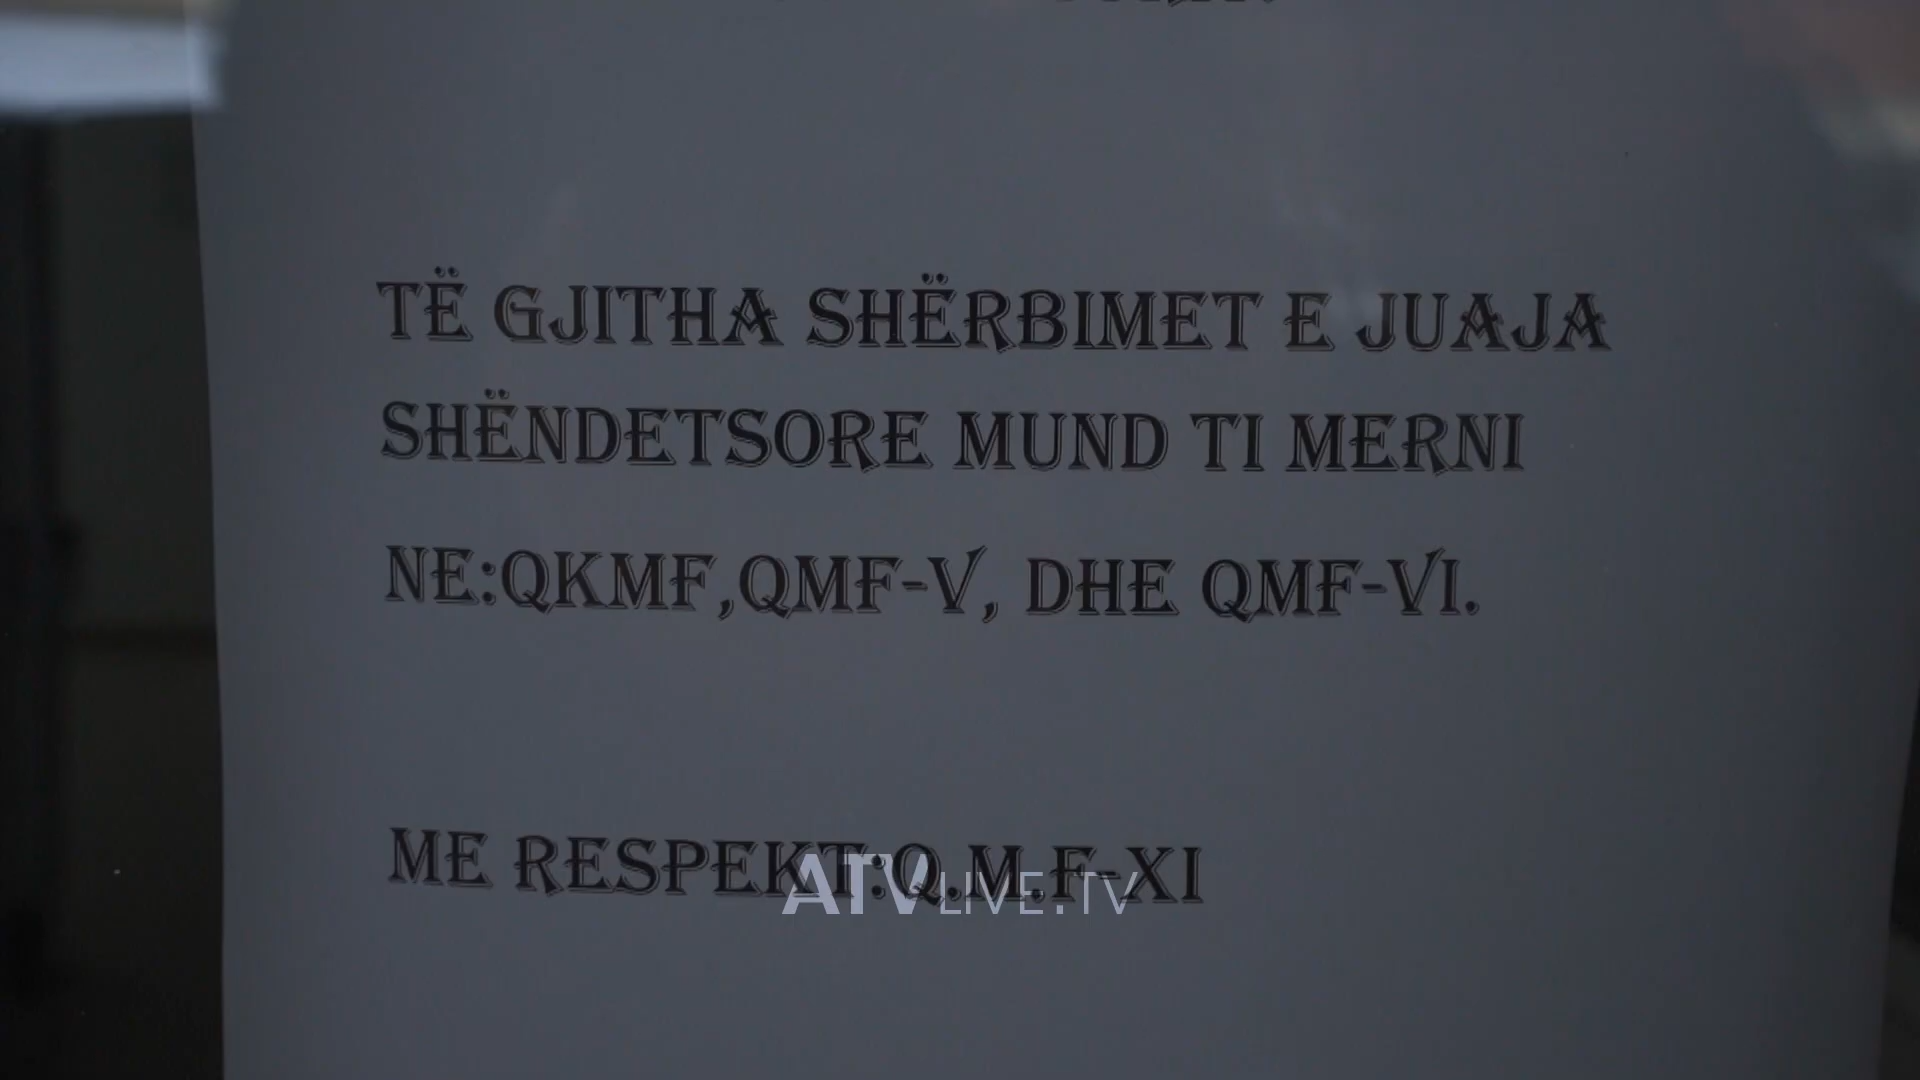 TË GJITHA SHËRBIMET E JUAJA
SHËNDETSORE MUND TI MERNI
NE:QKMF,QMF-V, DHE QMF-VI.
ME RESPEKT:Q.M.F-XI
ATVLIVE.TV